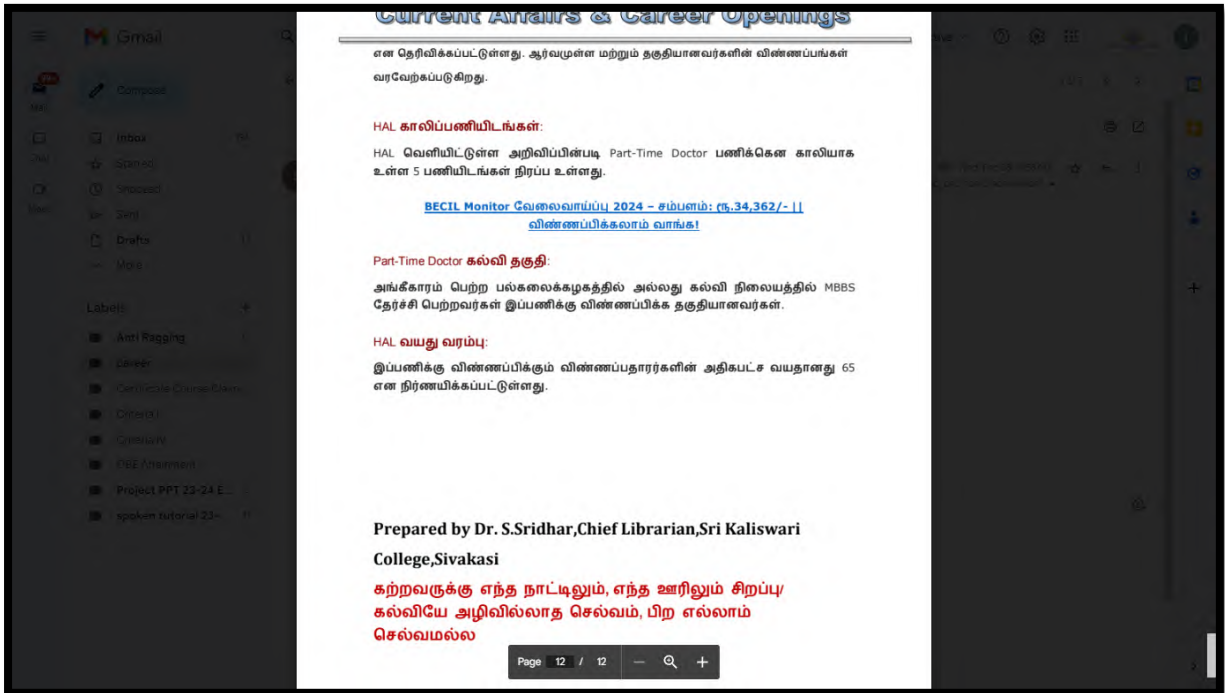 Current Affairs & Career Openings
Gmail
Compose
Inbox
Starred
Snoozed
Sent
Drafts
More
Labels
Anti Ragging
career
Project PPT 23-24 E...
spoken tutorial 23-
என தெரிவிக்கப்பட்டுள்ளது. ஆர்வமுள்ள மற்றும் தகுதியானவர்களின் விண்ணப்பங்கள்
வரவேற்கப்படுகிறது.
HAL காலிப்பணியிடங்கள்:
HAL வெளியிட்டுள்ள அறிவிப்பின்படி Part-Time Doctor பணிக்கென காலியாக
உள்ள 5 பணியிடங்கள் நிரப்ப உள்ளது.
BECIL Monitor வேலைவாய்ப்பு 2024 – சம்பளம்: ரூ.34,362/- ||
விண்ணப்பிக்கலாம் வாங்க!
Part-Time Doctor கல்வி தகுதி:
அங்கீகாரம் பெற்ற பல்கலைக்கழகத்தில் அல்லது கல்வி நிலையத்தில் MBBS
தேர்ச்சி பெற்றவர்கள் இப்பணிக்கு விண்ணப்பிக்க தகுதியானவர்கள்.
HAL வயது வரம்பு:
இப்பணிக்கு விண்ணப்பிக்கும் விண்ணப்பதாரர்களின் அதிகபட்ச வயதானது 65
என நிர்ணயிக்கப்பட்டுள்ளது.
Prepared by Dr. S.Sridhar,Chief Librarian,Sri Kaliswari
College,Sivakasi
கற்றவருக்கு எந்த நாட்டிலும், எந்த ஊரிலும் சிறப்பு/
கல்வியே அழிவில்லாத செல்வம், பிற எல்லாம்
செல்வமல்ல
Page 12 / 12